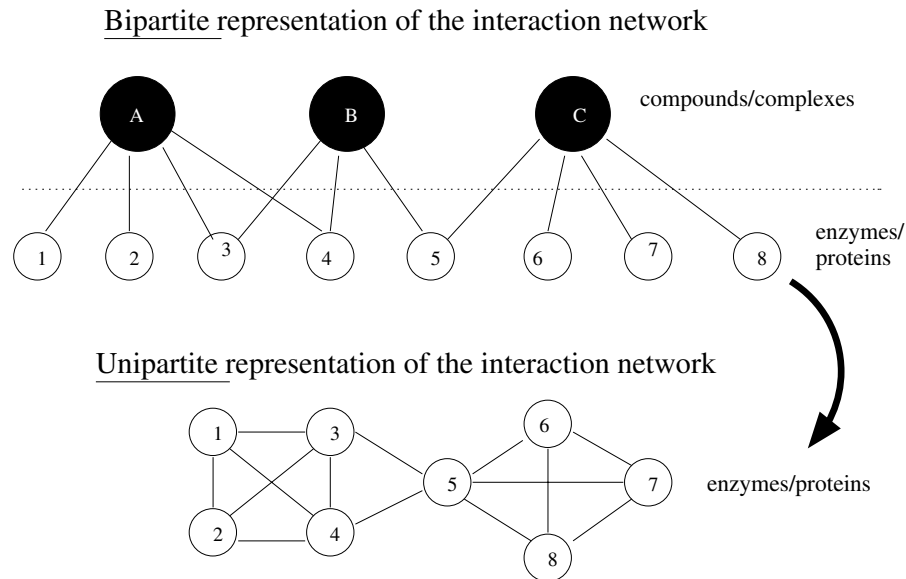 Bipartite representation of the interaction network
A B C
compounds/complexes
1 2 3 4 5 6 7 8
enzymes/
proteins
Unipartite representation of the interaction network
1 3 6
5 7
2 4 8
enzymes/proteins